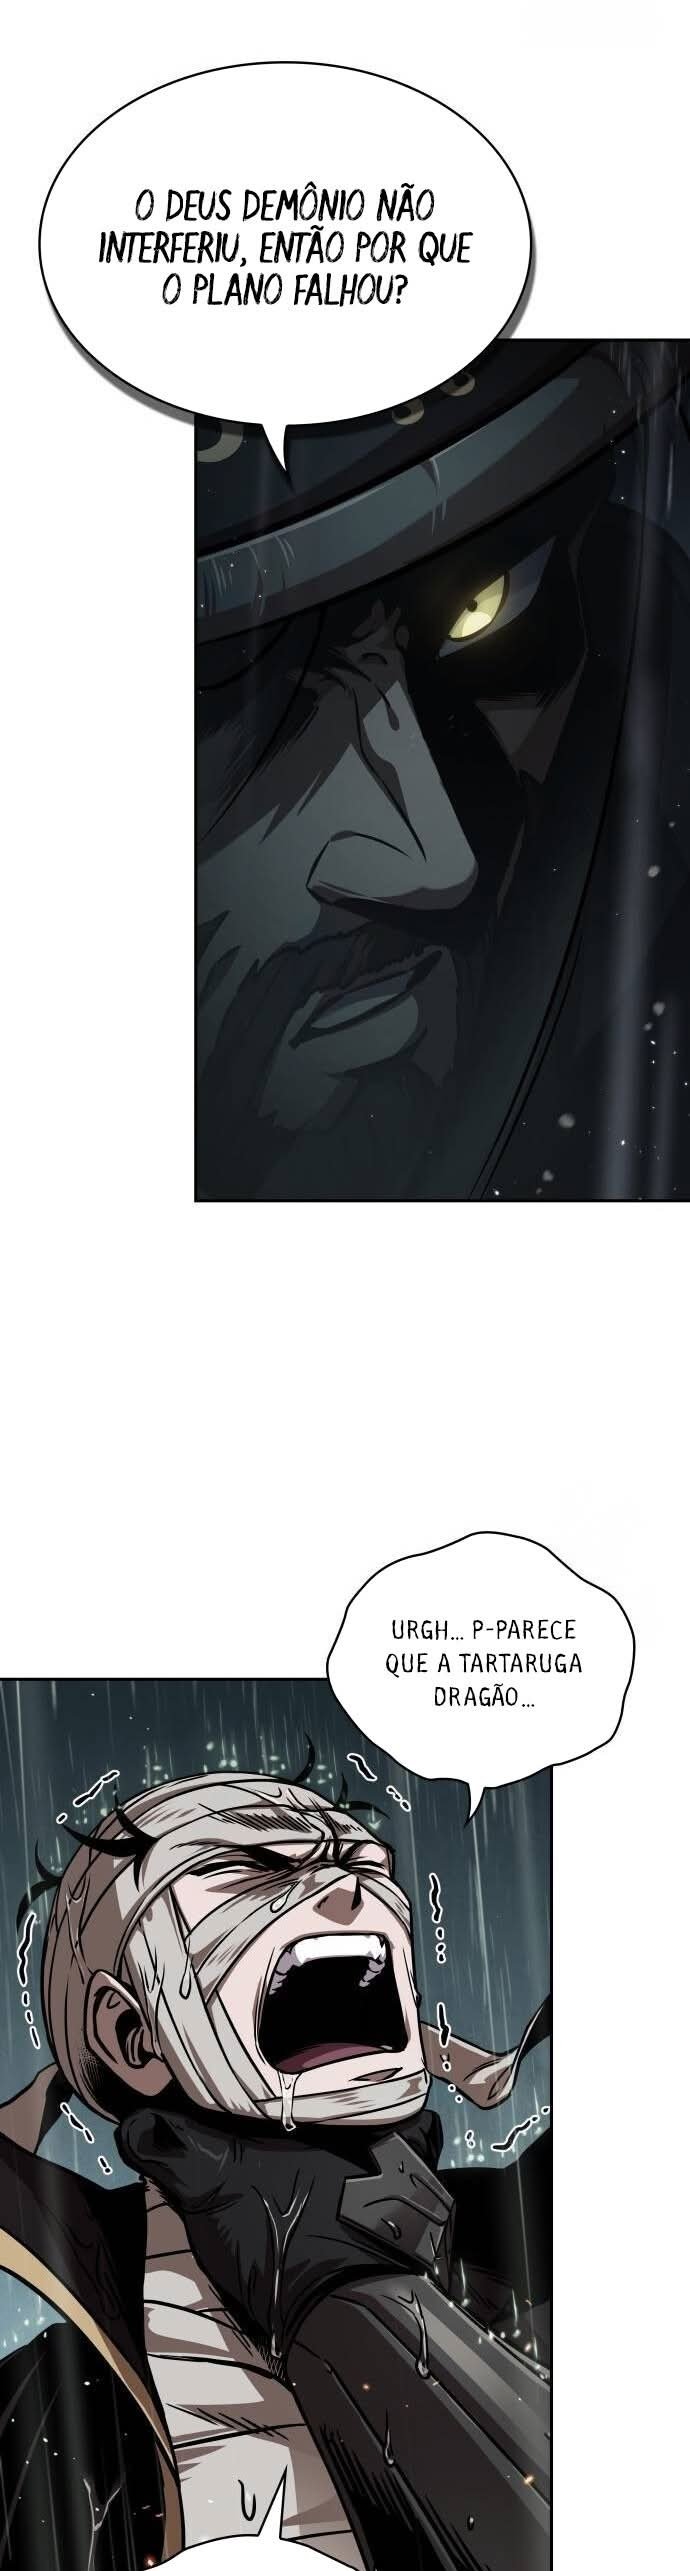 O DEUS DEMÔNIO NÃO
INTERFERIU, ENTÃO POR QUE
O PLANO FALHOU?
URGH... P-PARECE
QUE A TARTARUGA
DRAGÃO...